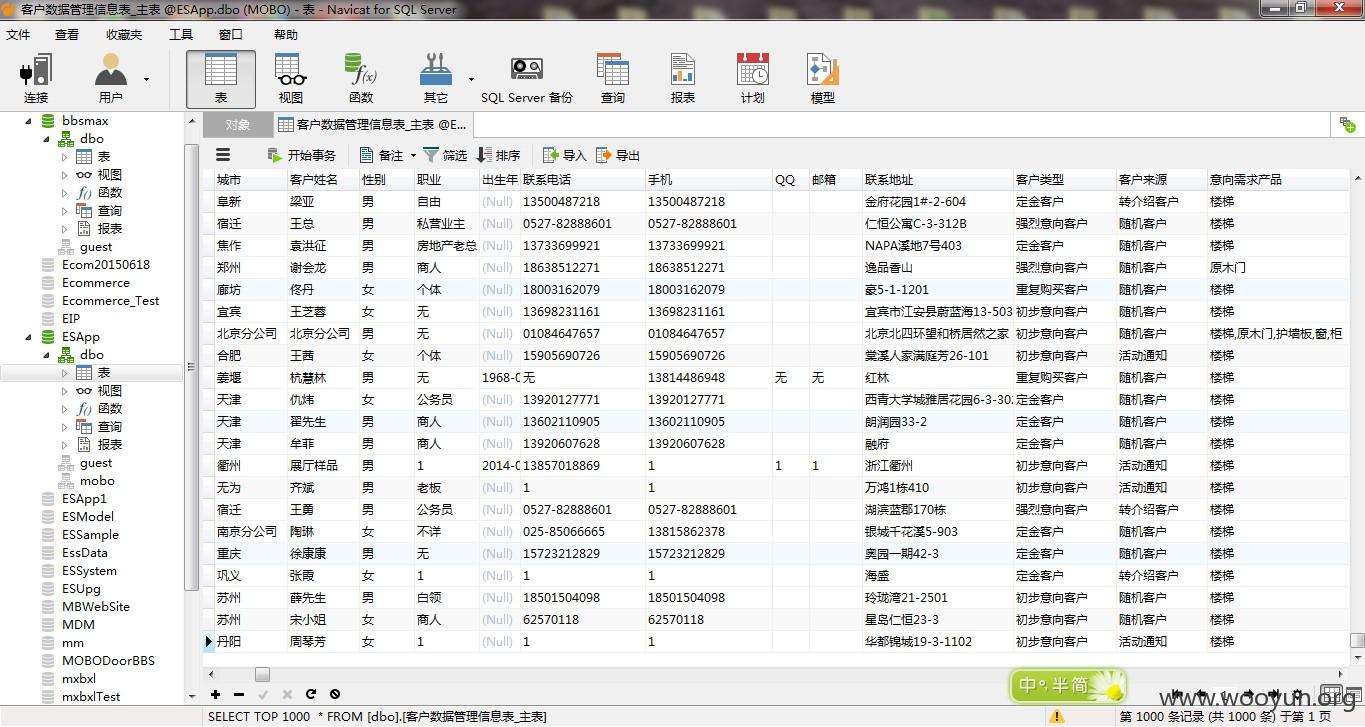 客户数据管理信息表_主表 @ESApp.dbo (MOBO) - 表 - Navicat for SQL Server
文件 查看 收藏夹 工具 窗口 帮助
连接 用户 表 视图 函数 其它 SQL Server 备份 查询 报表 计划 模型
对象 客户数据管理信息表_主表 @E...
开始事务 备注 筛选 排序 导入 导出
bbsmax
dbo
表
视图
函数
查询
报表
guest
Ecom20150618
Ecommerce
Ecommerce_Test
EIP
ESApp
dbo
表
视图
函数
查询
报表
guest
mobo
ESApp1
ESModel
ESSample
EssData
ESSystem
ESUpg
MBWebSite
MDM
mm
MOBODoorBBS
mxbxl
mxbxlTest
城市 客户姓名 性别 职业 出生年 联系电话 手机 QQ 邮箱 联系地址 客户类型 客户来源 意向需求产品
阜新 梁亚 男 自由 (Null) 13500487218 13500487218 金府花园1#-2-604 定金客户 转介绍客户 楼梯
宿迁 王总 男 私营业主 (Null) 0527-82888601 0527-82888601 仁恒公寓C-3-312B 强烈意向客户 随机客户 楼梯
焦作 袁洪征 男 房地产老总 (Null) 13733699921 13733699921 NAPA溪地7号403 定金客户 随机客户 楼梯
郑州 谢会龙 男 商人 (Null) 18638512271 18638512271 逸品香山 强烈意向客户 随机客户 原木门
廊坊 佟丹 女 个体 (Null) 18003162079 18003162079 豪5-1-1201 重复购买客户 随机客户 楼梯
宜宾 王芝蓉 女 无 (Null) 13698231161 13698231161 宜宾市江安县蔚蓝海13-503 初步意向客户 随机客户 楼梯
北京分公司 北京分公司 男 无 (Null) 01084647657 01084647657 北京北四环望和桥居然之家 初步意向客户 随机客户 楼梯,原木门,护墙板,窗,柜
合肥 王茜 女 个体 (Null) 15905690726 15905690726 棠溪人家满庭芳26-101 初步意向客户 活动通知 楼梯
姜堰 杭慧林 男 无 1968-0 无 13814486948 无 无 红林 重复购买客户 随机客户 楼梯
天津 仇炜 女 公务员 (Null) 13920127771 13920127771 西青大学城雅居花园6-3-30 定金客户 随机客户 楼梯
天津 翟先生 男 商人 (Null) 13602110905 13602110905 朗润园33-2 定金客户 随机客户 楼梯
天津 牟菲 男 商人 (Null) 13920607628 13920607628 融府 定金客户 随机客户 楼梯
衢州 展厅样品 男 1 2014-0 13857018869 1 1 1 浙江衢州 初步意向客户 活动通知 楼梯
无为 齐斌 男 老板 (Null) 1 1 万鸿1栋410 初步意向客户 活动通知 楼梯
宿迁 王勇 男 公务员 (Null) 0527-82888601 0527-82888601 湖滨蓝郡170栋 强烈意向客户 转介绍客户 楼梯
南京分公司 陶琳 女 不详 (Null) 025-85066665 13815862378 银城千花溪5-903 定金客户 随机客户 楼梯
重庆 徐康康 男 无 (Null) 15723212829 15723212829 奥园一期42-3 定金客户 随机客户 楼梯
巩义 张霞 女 1 (Null) 1 1 海盛 定金客户 转介绍客户 楼梯
苏州 薛先生 男 白领 (Null) 18501504098 18501504098 玲珑湾21-2501 初步意向客户 随机客户 楼梯
苏州 宋小姐 女 商人 (Null) 62570118 62570118 星岛仁恒23-3 初步意向客户 随机客户 楼梯
丹阳 周琴芳 女 1 (Null) 1 1 华都锦城19-3-1102 初步意向客户 活动通知 楼梯
中 半简
www.wooyun.org
SELECT TOP 1000 * FROM [dbo].[客户数据管理信息表_主表] 第 1000 条记录 (共 1000 条) 于第 1 页